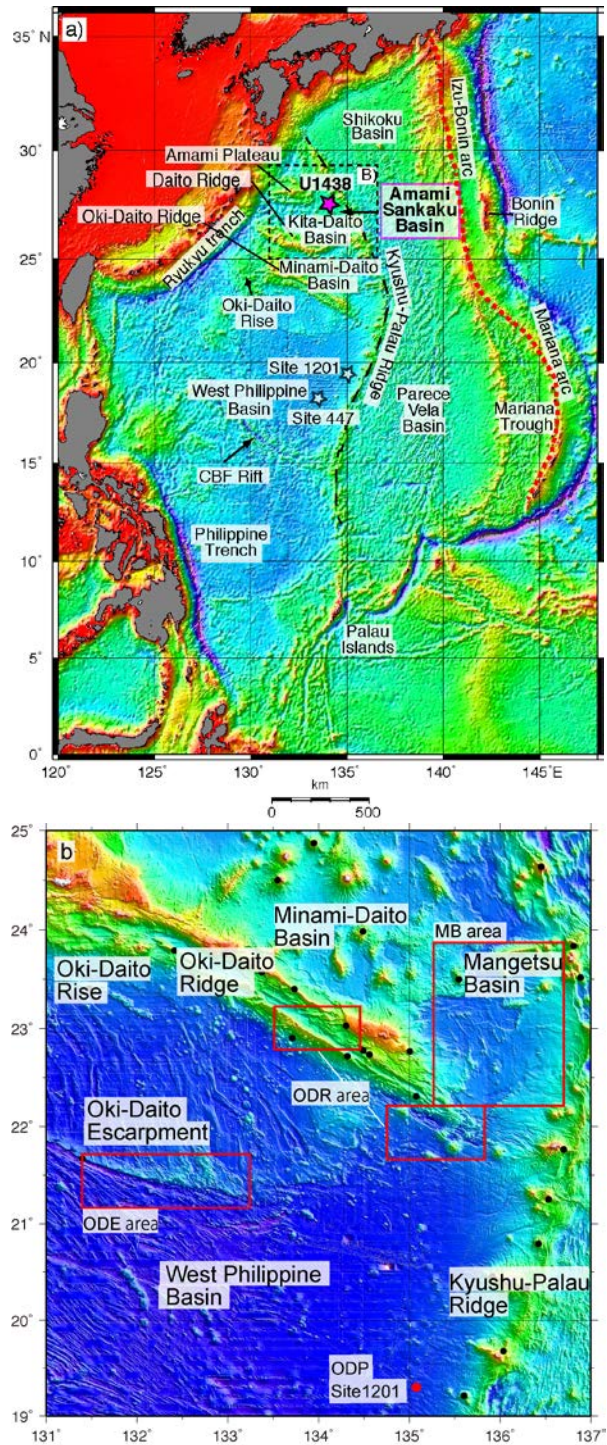 a)
35° N
30°
25°
20°
15°
10°
5°
0°
120°
125°
130°
135°
140°
145°E
Shikoku
Basin
Izu-Bonin arc
Amami Plateau
Daito Ridge
B)
U1438
Amami
Sankaku
Basin
Bonin
Ridge
Oki-Daito Ridge
Kita-Daito
Basin
Ryukyu trench
Minami-Daito
Basin
Kyushu-Palau Ridge
Oki-Daito
Rise
Mariana arc
Site 1201
West Philippine
Basin
Site 447
Parece
Vela
Basin
Mariana
Trough
CBF Rift
Philippine
Trench
Palau
Islands
km
0
500
b
25°
24°
23°
22°
21°
20°
19°
131°
132°
133°
134°
135°
136°
137°
Minami-Daito
Basin
MB area
Mangetsu
Basin
Oki-Daito
Rise
Oki-Daito
Ridge
ODR area
Oki-Daito
Escarpment
ODE area
West Philippine
Basin
Kyushu-Palau
Ridge
ODP
Site1201